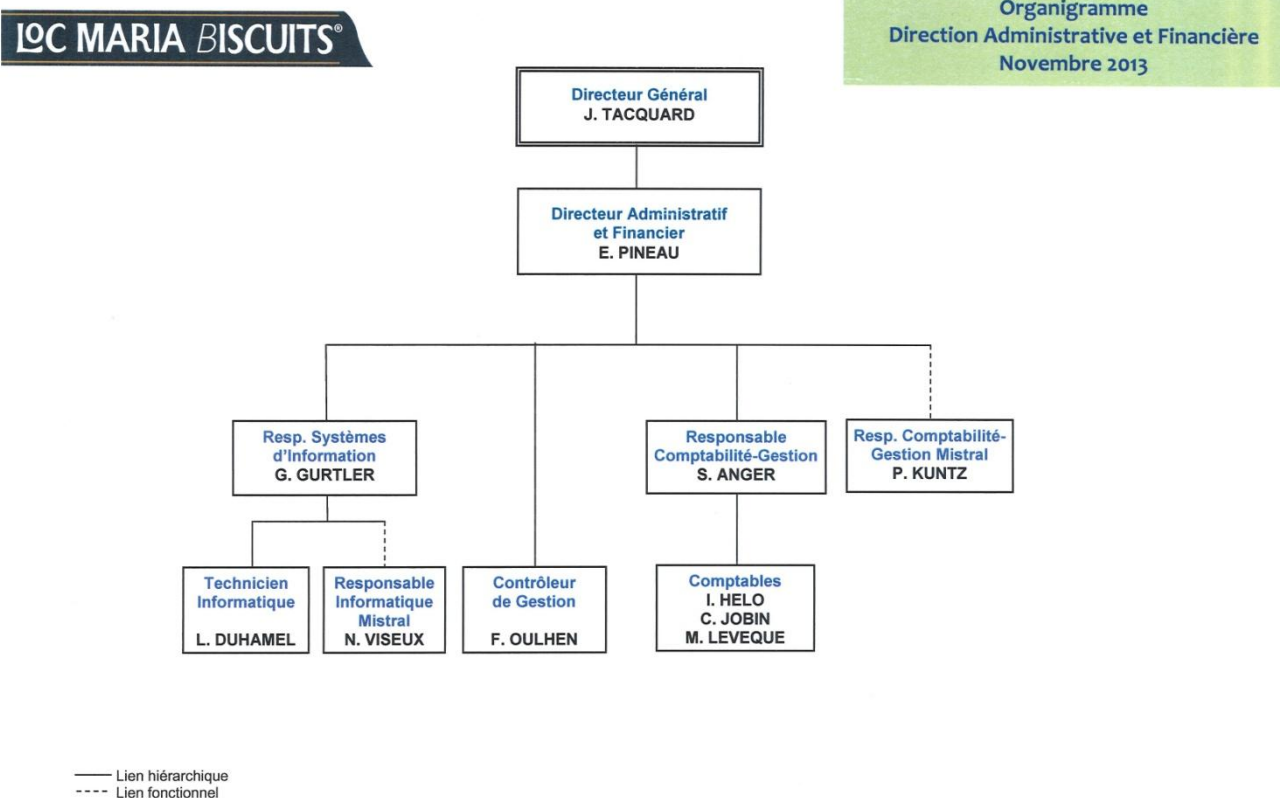 LOC MARIA BISCUITS®
Organigramme
Direction Administrative et Financière
Novembre 2013
Directeur Général
J. TACQUARD
Directeur Administratif
et Financier
E. PINEAU
Resp. Systèmes
d'Information
G. GURTLER
Responsable
Comptabilité-Gestion
S. ANGER
Resp. Comptabilité-
Gestion Mistral
P. KUNTZ
Technicien
Informatique
L. DUHAMEL
Responsable
Informatique
Mistral
N. VISEUX
Contrôleur
de Gestion
F. OULHEN
Comptables
I. HELO
C. JOBIN
M. LEVEQUE
Lien hiérarchique
Lien fonctionnel